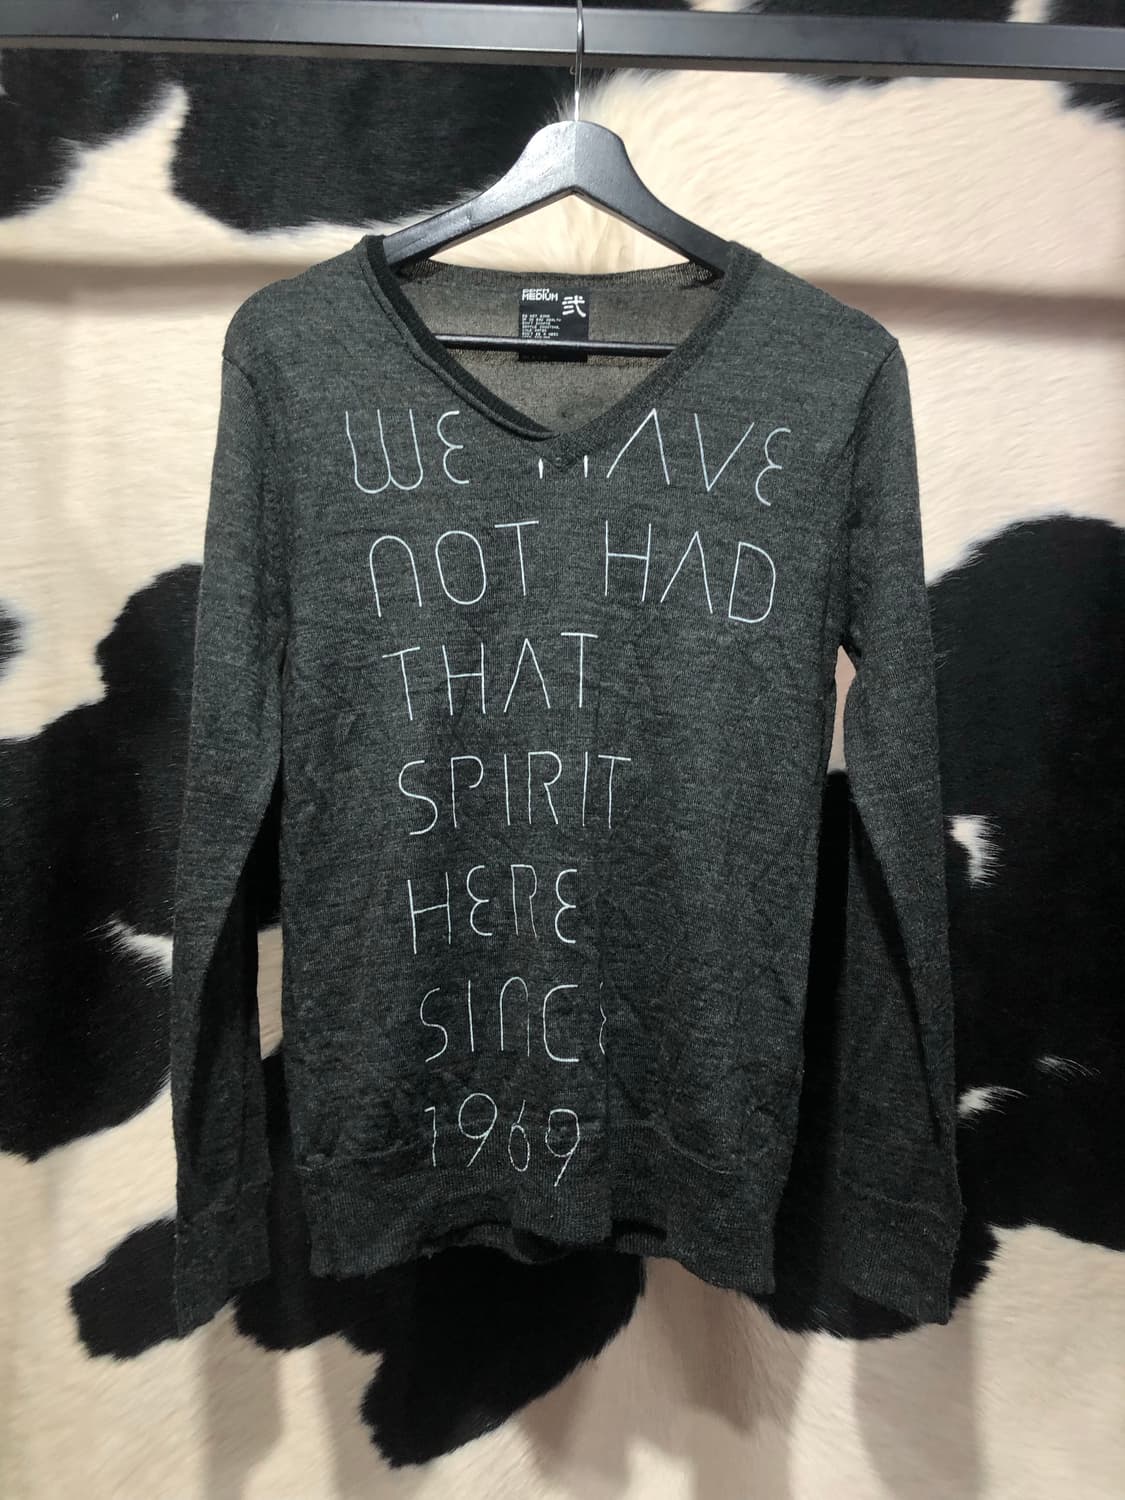 MEDIUM
弐
WE HAVE
NOT HAD
THAT
SPIRIT
HERE
SINCE
1969